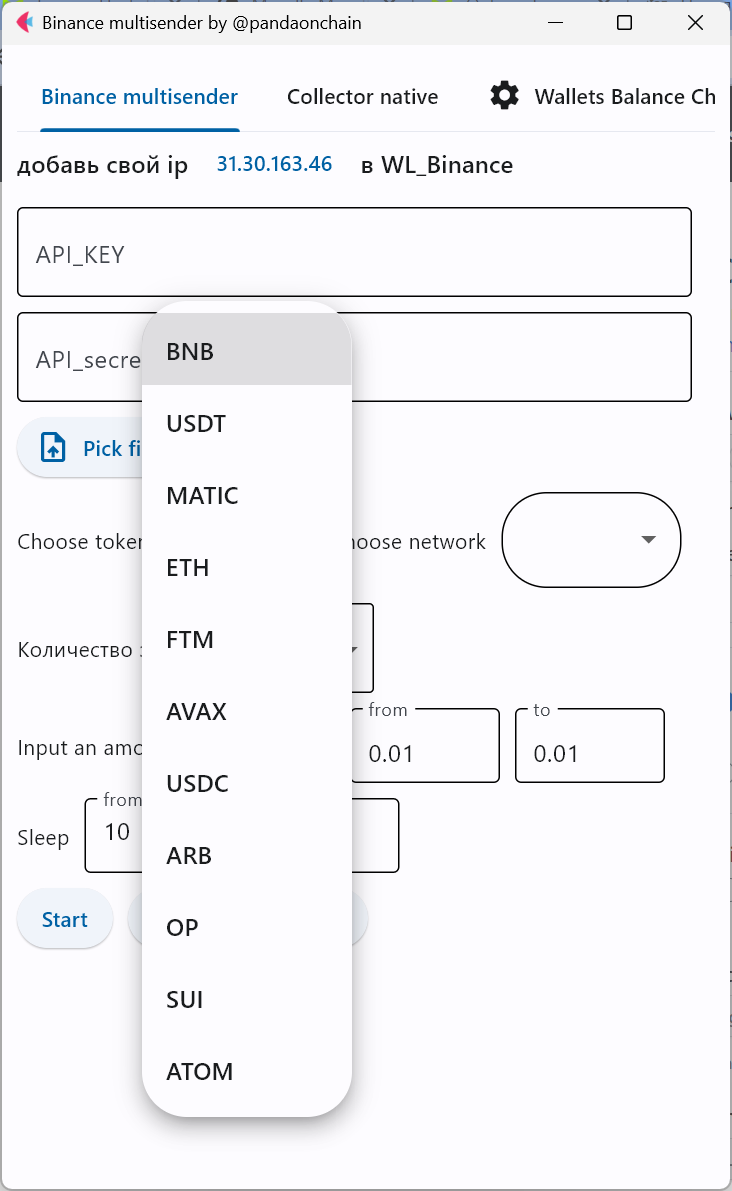 Binance multisender by @pandaonchain
Binance multisender Collector native Wallets Balance Ch
добавь свой ip 31.30.163.46 в WL_Binance
API_KEY
API_secre
BNB
USDT
Pick fi
MATIC
Choose token hoose network
ETH
FTM
Количество
AVAX
from to
Input an amo 0.01 0.01
USDC
from
Sleep 10
ARB
Start
OP
SUI
ATOM